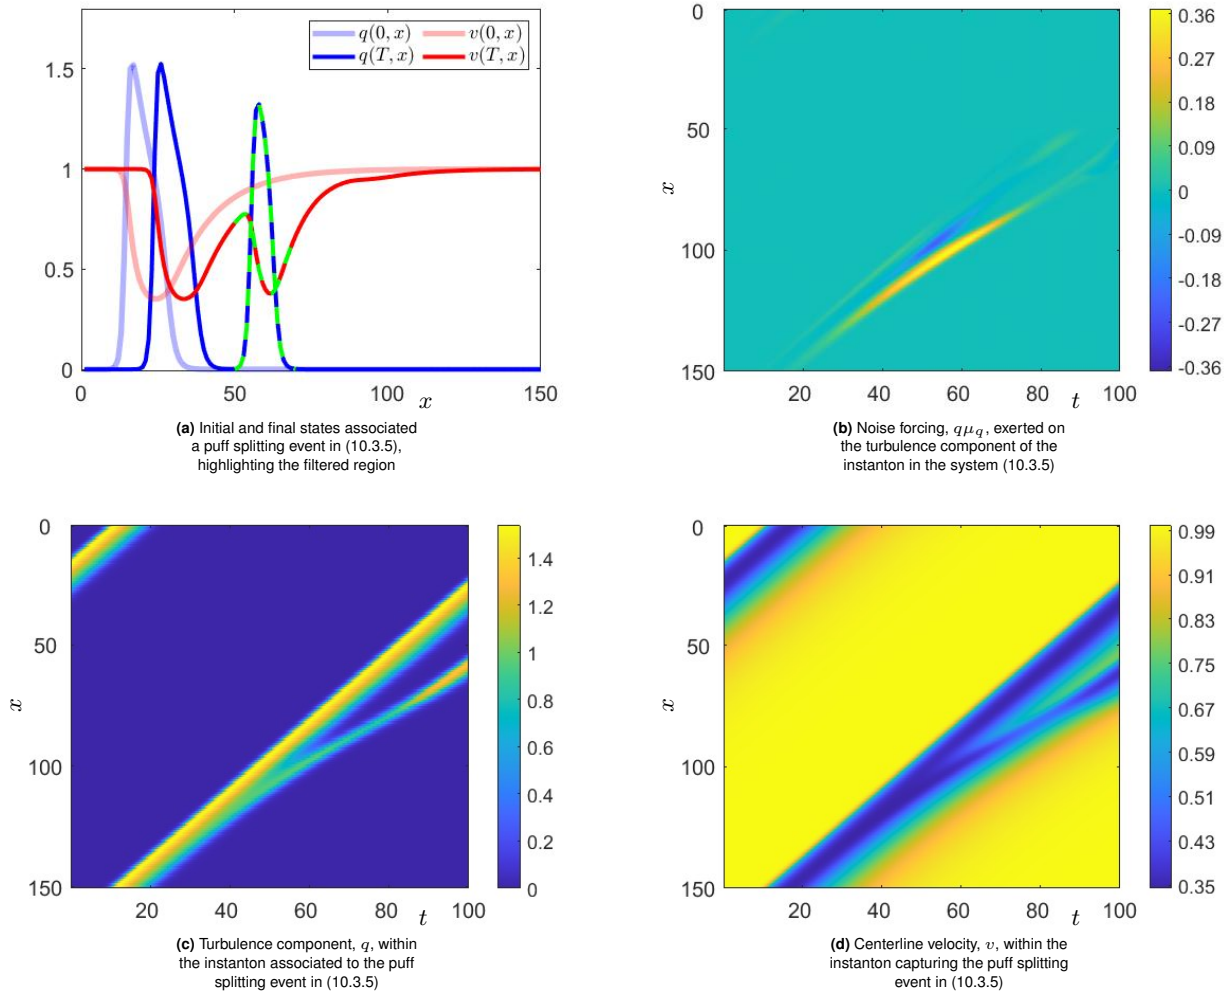 q(0, x) v(0, x)
q(T, x) v(T, x)
1.5
1
0.5
0
0 50 100 150
x
(a) Initial and final states associated
a puff splitting event in (10.3.5),
highlighting the filtered region
0
50
100
150
x
20 40 60 80 100
t
0.36
0.27
0.18
0.09
0
-0.09
-0.18
-0.27
-0.36
(b) Noise forcing, qμq, exerted on
the turbulence component of the
instanton in the system (10.3.5)
0
50
100
150
x
20 40 60 80 100
t
1.4
1.2
1
0.8
0.6
0.4
0.2
0
(c) Turbulence component, q, within
the instanton associated to the puff
splitting event in (10.3.5)
0
50
100
150
x
20 40 60 80 100
t
0.99
0.91
0.83
0.75
0.67
0.59
0.51
0.43
0.35
(d) Centerline velocity, v, within the
instanton capturing the puff splitting
event in (10.3.5)